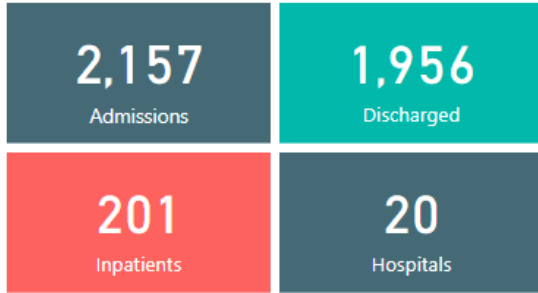 2,157
Admissions
1,956
Discharged
201
Inpatients
20
Hospitals